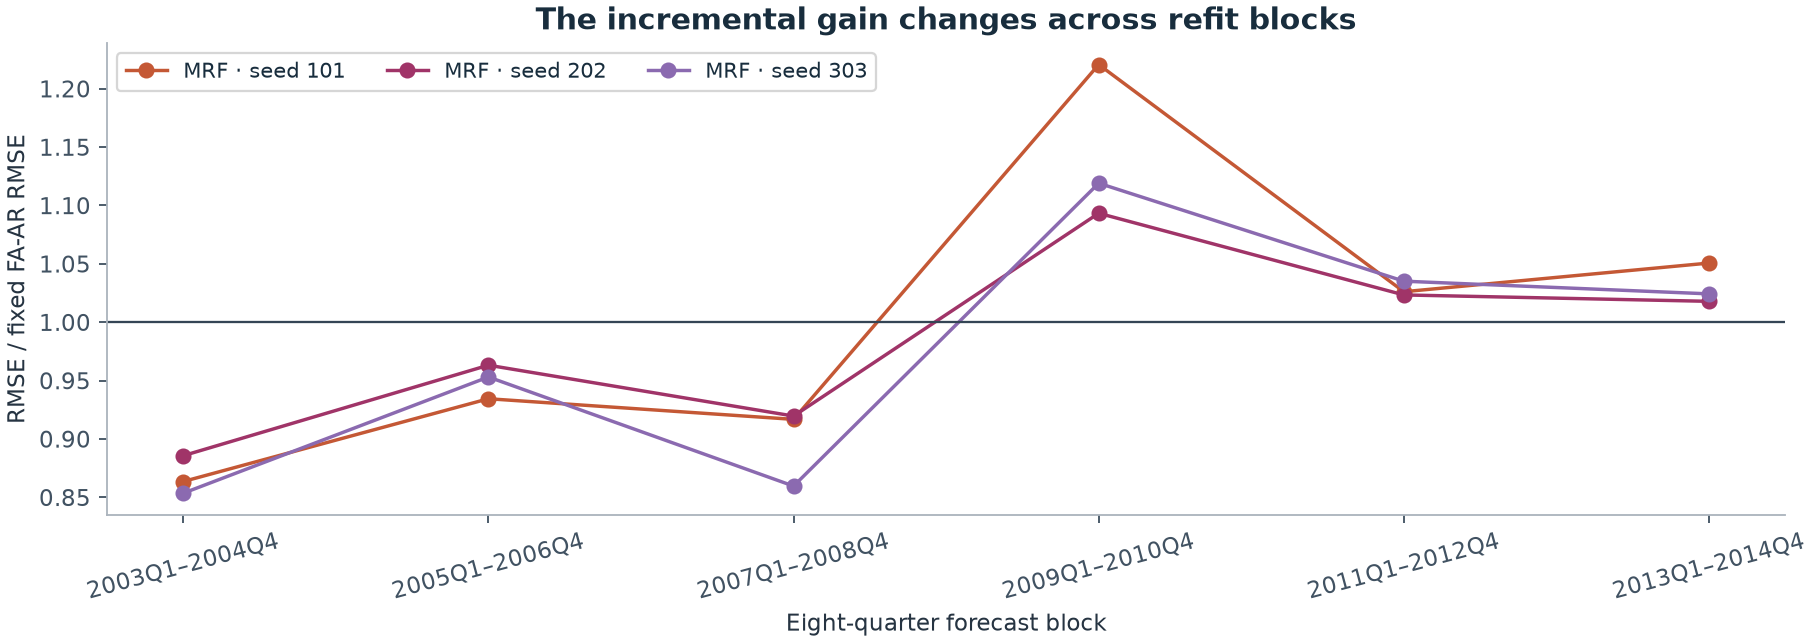 The incremental gain changes across refit blocks
MRF · seed 101
MRF · seed 202
MRF · seed 303
RMSE / fixed FA-AR RMSE
1.20
1.15
1.10
1.05
1.00
0.95
0.90
0.85
2003Q1–2004Q4
2005Q1–2006Q4
2007Q1–2008Q4
2009Q1–2010Q4
2011Q1–2012Q4
2013Q1–2014Q4
Eight-quarter forecast block